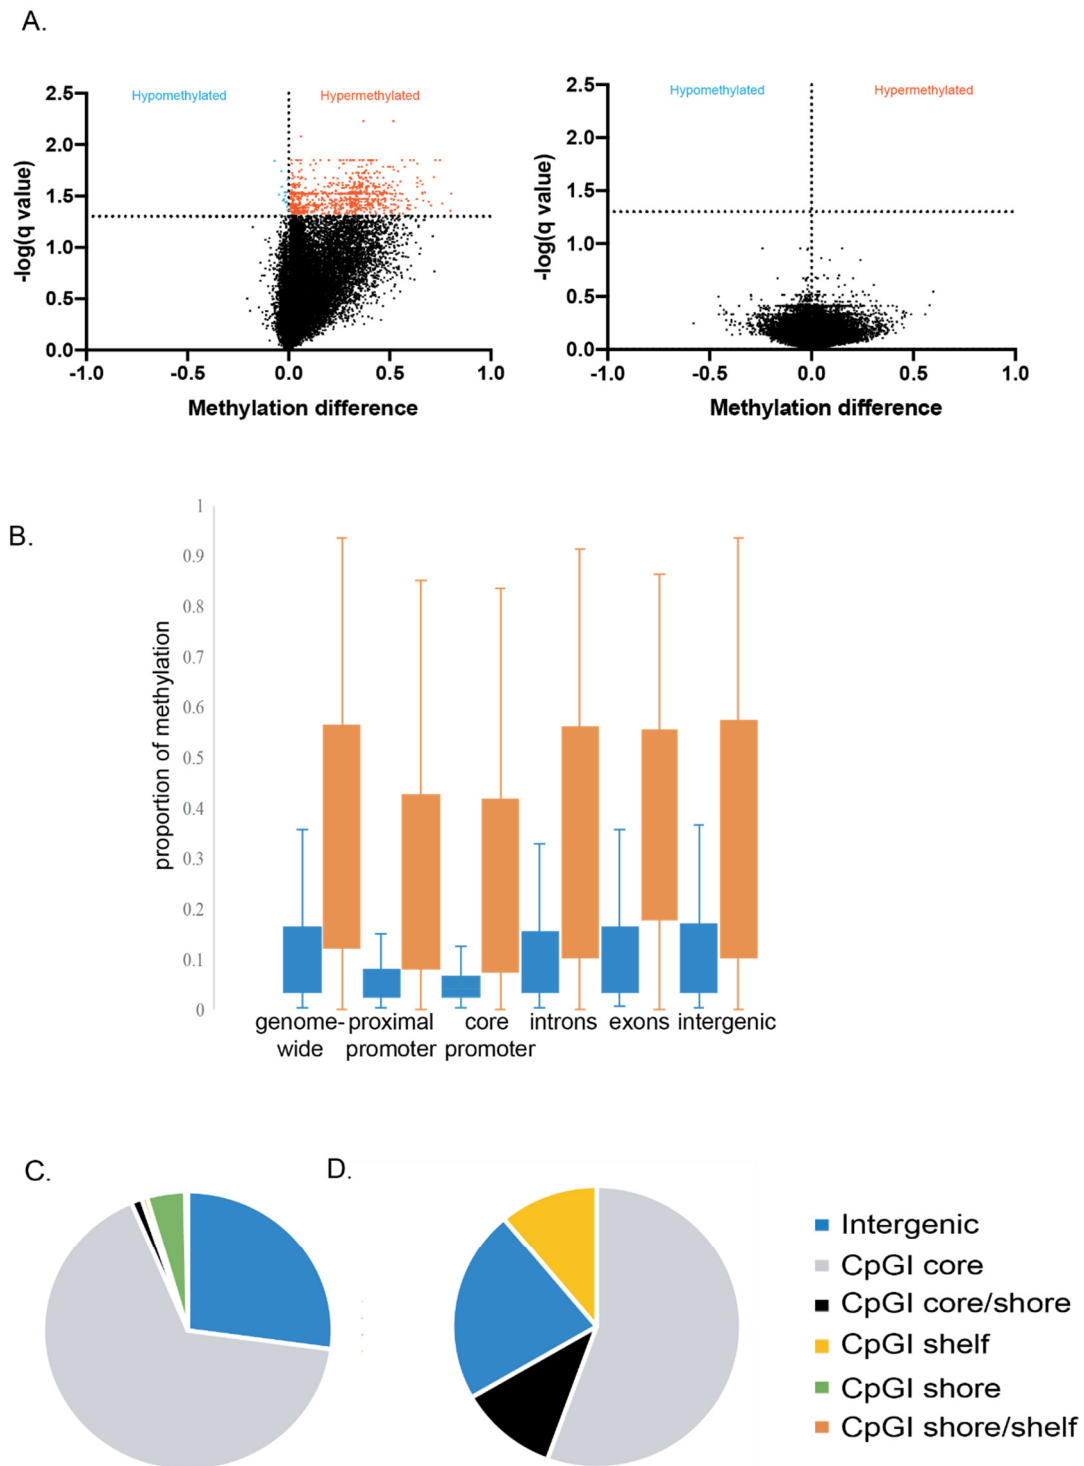 A.
Hypomethylated Hypermethylated
2.5
2.0
1.5
1.0
0.5
0.0
-log(q value)
-1.0 -0.5 0.0 0.5 1.0
Methylation difference
Hypomethylated Hypermethylated
2.5
2.0
1.5
1.0
0.5
0.0
-log(q value)
-1.0 -0.5 0.0 0.5 1.0
Methylation difference
B.
1
0.9
0.8
0.7
0.6
0.5
0.4
0.3
0.2
0.1
0
proportion of methylation
genome- proximal core introns exons intergenic
wide promoter promoter
C.
D.
Intergenic
CpGI core
CpGI core/shore
CpGI shelf
CpGI shore
CpGI shore/shelf